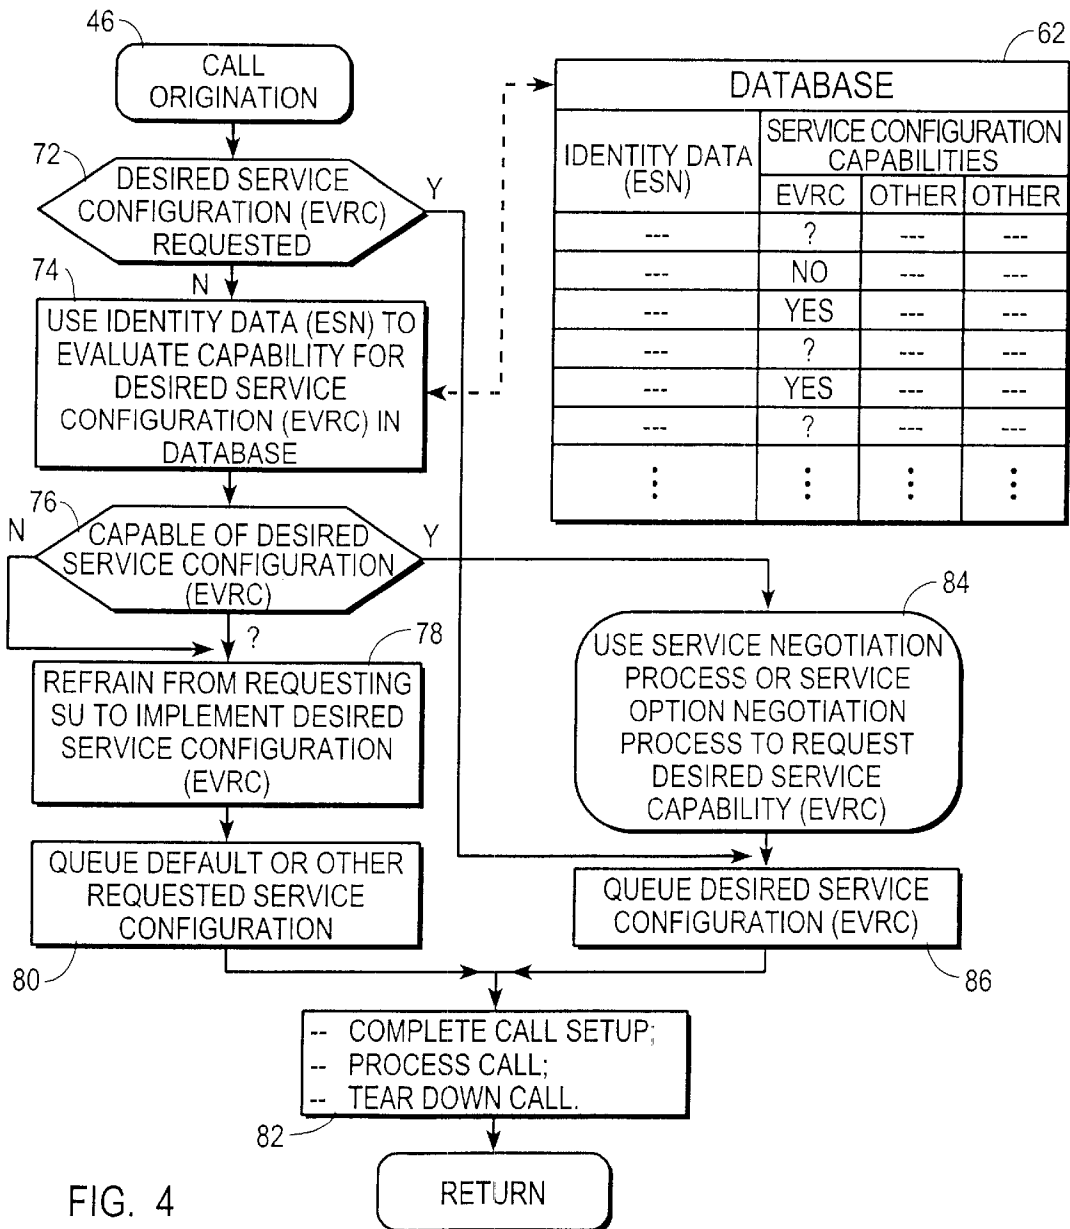 46
CALL
ORIGINATION
62
DATABASE
IDENTITY DATA
(ESN)
SERVICE CONFIGURATION
CAPABILITIES
EVRC OTHER OTHER
--- ? --- ---
--- NO --- ---
--- YES --- ---
--- ? --- ---
--- YES --- ---
--- ? --- ---
⋮ ⋮ ⋮ ⋮
72
DESIRED SERVICE
CONFIGURATION (EVRC)
REQUESTED
Y
N
74
USE IDENTITY DATA (ESN) TO
EVALUATE CAPABILITY FOR
DESIRED SERVICE
CONFIGURATION (EVRC) IN
DATABASE
76
N
CAPABLE OF DESIRED
SERVICE CONFIGURATION
(EVRC)
Y
?
78
REFRAIN FROM REQUESTING
SU TO IMPLEMENT DESIRED
SERVICE CONFIGURATION
(EVRC)
84
USE SERVICE NEGOTIATION
PROCESS OR SERVICE
OPTION NEGOTIATION
PROCESS TO REQUEST
DESIRED SERVICE
CAPABILITY (EVRC)
QUEUE DEFAULT OR OTHER
REQUESTED SERVICE
CONFIGURATION
80
QUEUE DESIRED SERVICE
CONFIGURATION (EVRC)
86
-- COMPLETE CALL SETUP;
-- PROCESS CALL;
-- TEAR DOWN CALL.
82
RETURN
FIG. 4